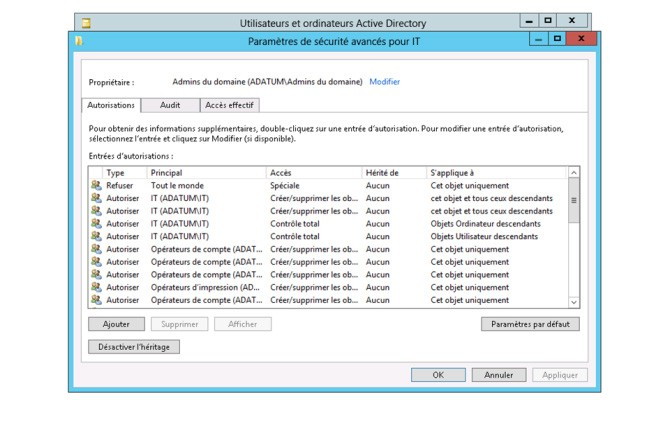 Utilisateurs et ordinateurs Active Directory
Paramètres de sécurité avancés pour IT
Propriétaire : Admins du domaine (ADATUM\Admins du domaine) Modifier
Autorisations Audit Accès effectif
Pour obtenir des informations supplémentaires, double-cliquez sur une entrée d'autorisation. Pour modifier une entrée d'autorisation,
sélectionnez l'entrée et cliquez sur Modifier (si disponible).
Entrées d'autorisations :
Type Principal Accès Hérité de S'applique à
Refuser Tout le monde Spéciale Aucun Cet objet uniquement
Autoriser IT (ADATUM\IT) Créer/supprimer les ob... Aucun cet objet et tous ceux descendants
Autoriser IT (ADATUM\IT) Créer/supprimer les ob... Aucun cet objet et tous ceux descendants
Autoriser IT (ADATUM\IT) Contrôle total Aucun Objets Ordinateur descendants
Autoriser IT (ADATUM\IT) Contrôle total Aucun Objets Utilisateur descendants
Autoriser Opérateurs de compte (ADAT... Créer/supprimer les ob... Aucun Cet objet uniquement
Autoriser Opérateurs de compte (ADAT... Créer/supprimer les ob... Aucun Cet objet uniquement
Autoriser Opérateurs de compte (ADAT... Créer/supprimer les ob... Aucun Cet objet uniquement
Autoriser Opérateurs d'impression (AD... Créer/supprimer les ob... Aucun Cet objet uniquement
Autoriser Opérateurs de compte (ADAT... Créer/supprimer les ob... Aucun Cet objet uniquement
Ajouter Supprimer Afficher Paramètres par défaut
Désactiver l'héritage
OK Annuler Appliquer